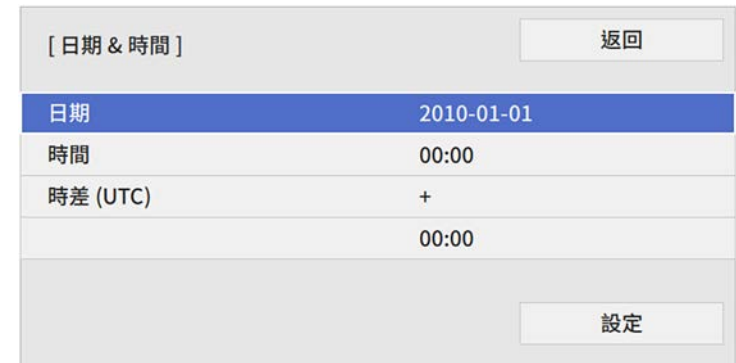 [ 日期 & 時間 ] 返回
日期 2010-01-01
時間 00:00
時差 (UTC) +
00:00
設定